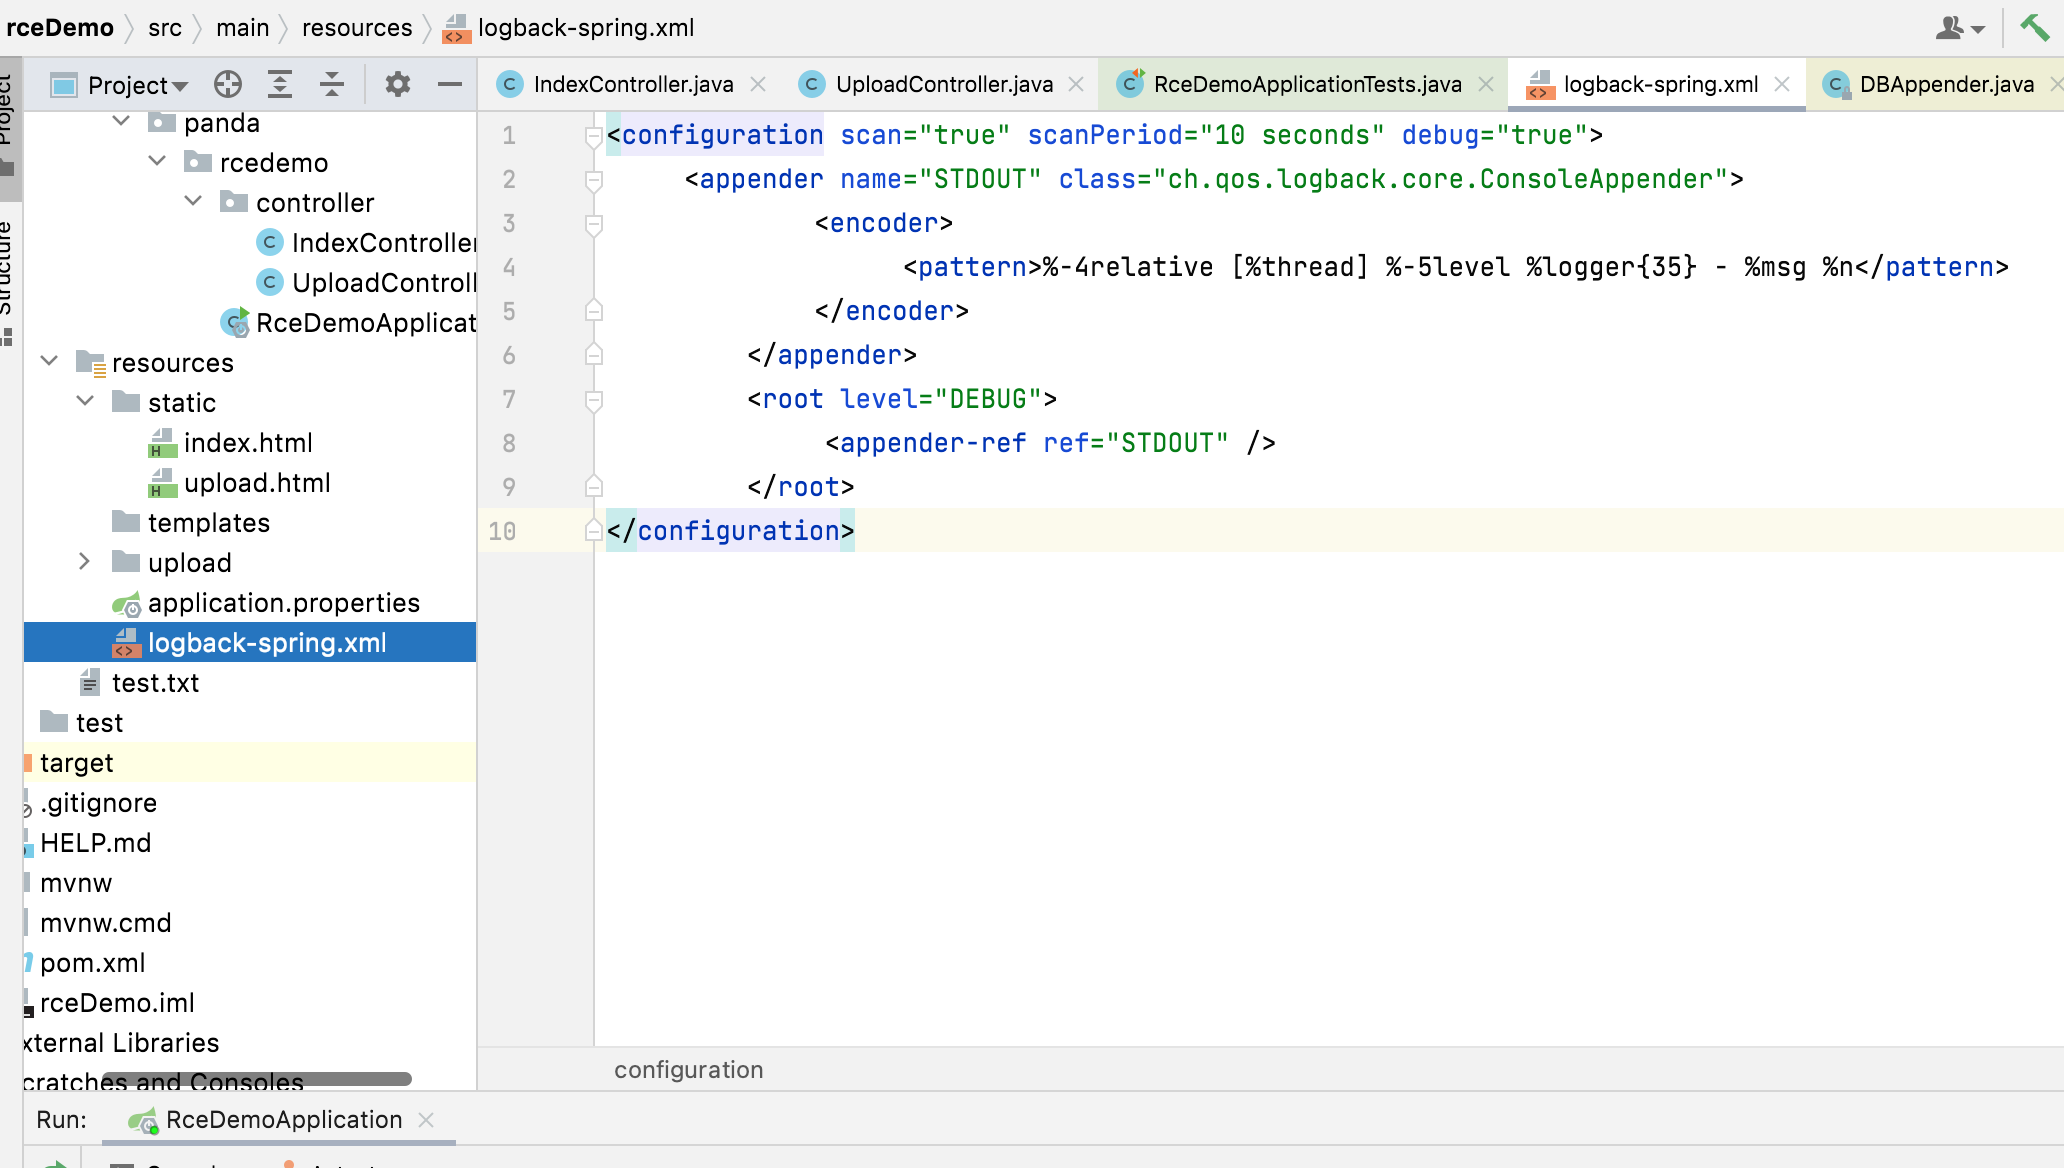 rceDemo src main resources logback-spring.xml
Project
Structure
Project
IndexController.java UploadController.java RceDemoApplicationTests.java logback-spring.xml DBAppender.java
panda
rcedemo
controller
IndexController
UploadControll
RceDemoApplicat
resources
static
index.html
upload.html
templates
upload
application.properties
logback-spring.xml
test.txt
test
target
.gitignore
HELP.md
mvnw
mvnw.cmd
pom.xml
rceDemo.iml
xternal Libraries
cratches and Consoles
1 <configuration scan="true" scanPeriod="10 seconds" debug="true">
2 <appender name="STDOUT" class="ch.qos.logback.core.ConsoleAppender">
3 <encoder>
4 <pattern>%-4relative [%thread] %-5level %logger{35} - %msg %n</pattern>
5 </encoder>
6 </appender>
7 <root level="DEBUG">
8 <appender-ref ref="STDOUT" />
9 </root>
10 </configuration>
configuration
Run: RceDemoApplication